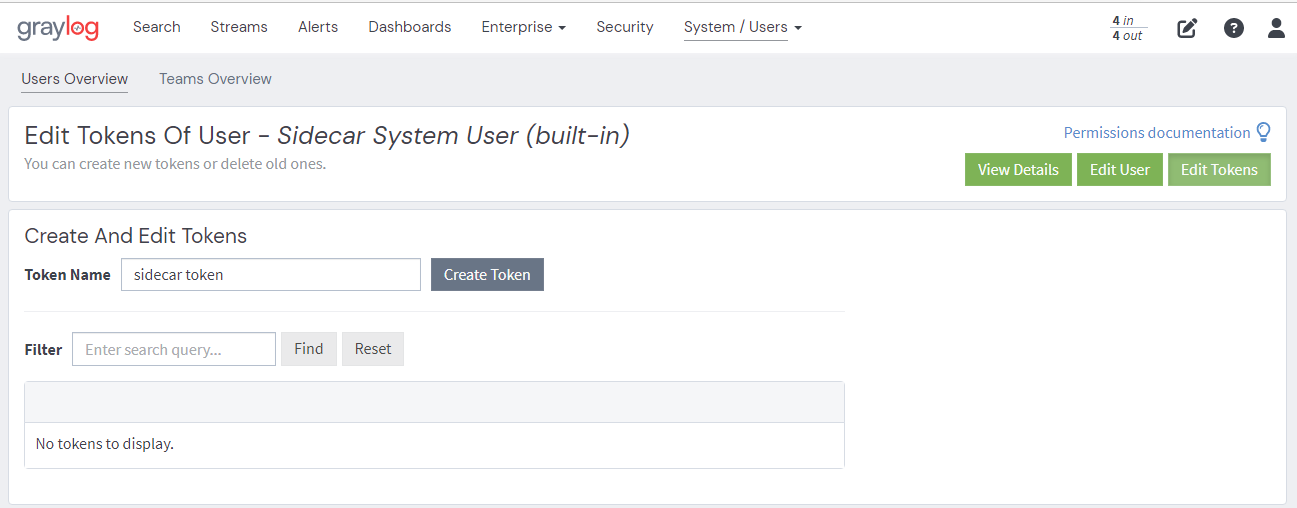 graylog Search Streams Alerts Dashboards Enterprise Security System / Users 4 in
4 out
Users Overview Teams Overview
Edit Tokens Of User - Sidecar System User (built-in) Permissions documentation
You can create new tokens or delete old ones.
View Details Edit User Edit Tokens
Create And Edit Tokens
Token Name sidecar token Create Token
Filter Enter search query... Find Reset
No tokens to display.